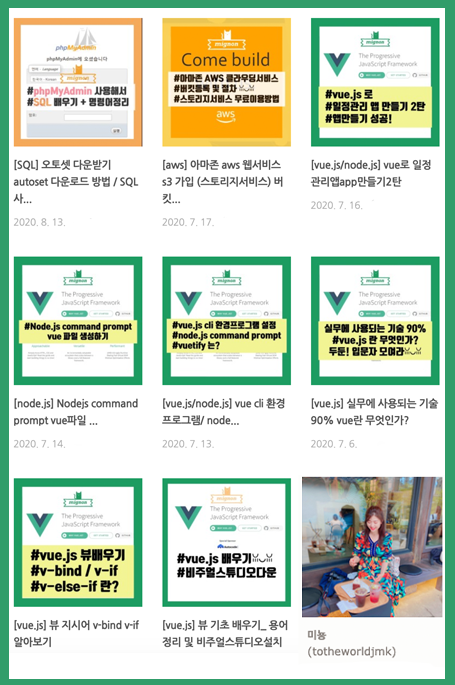 phpMyAdmin
phpMyAdmin에 오셨습니다
mignon
#phpMyAdmin 사용해서
#SQL 배우기 + 명령어정리
[SQL] 오토셋 다운받기
autoset 다운로드 방법 / SQL
사...
2020. 8. 13.
mignon
Come build
#아마존 AWS 클라우드서비스
#버킷등록 및 절차
#스토리지서비스 무료이용방법
aws
[aws] 아마존 aws 웹서비스
s3 가입 (스토리지서비스) 버
킷...
2020. 7. 17.
mignon
The Progressive
JavaScript Framework
#vue.js 로
#일정관리 앱 만들기 2탄
#앱만들기 성공!
[vue.js/node.js] vue로 일정
관리앱app만들기2탄
2020. 7. 16.
mignon
The Progressive
JavaScript Framework
#Node.js command prompt
vue 파일 생성하기
[node.js] Nodejs command
prompt vue파일 ...
2020. 7. 14.
mignon
The Progressive
JavaScript Framework
#vue.js cli 환경프로그램 설정
#node.js command prompt
#vuetify 는?
[vue.js/node.js] vue cli 환경
프로그램/ node...
2020. 7. 13.
mignon
The Progressive
JavaScript Framework
실무에 사용되는 기술 90%
#vue.js 란 무엇인가?
두둔! 입문자 모여라
[vue.js] 실무에 사용되는 기술
90% vue란 무엇인가?
2020. 7. 6.
mignon
The Progressive
JavaScript Framework
#vue.js 뷰배우기
#v-bind / v-if
#v-else-if 란?
[vue.js] 뷰 지시어 v-bind v-if
알아보기
mignon
The Progressive
JavaScript Framework
#vue.js 배우기
#비주얼스튜디오다운
[vue.js] 뷰 기초 배우기_ 용어
정리 및 비주얼스튜디오설치
미뇽
(totheworldjmk)